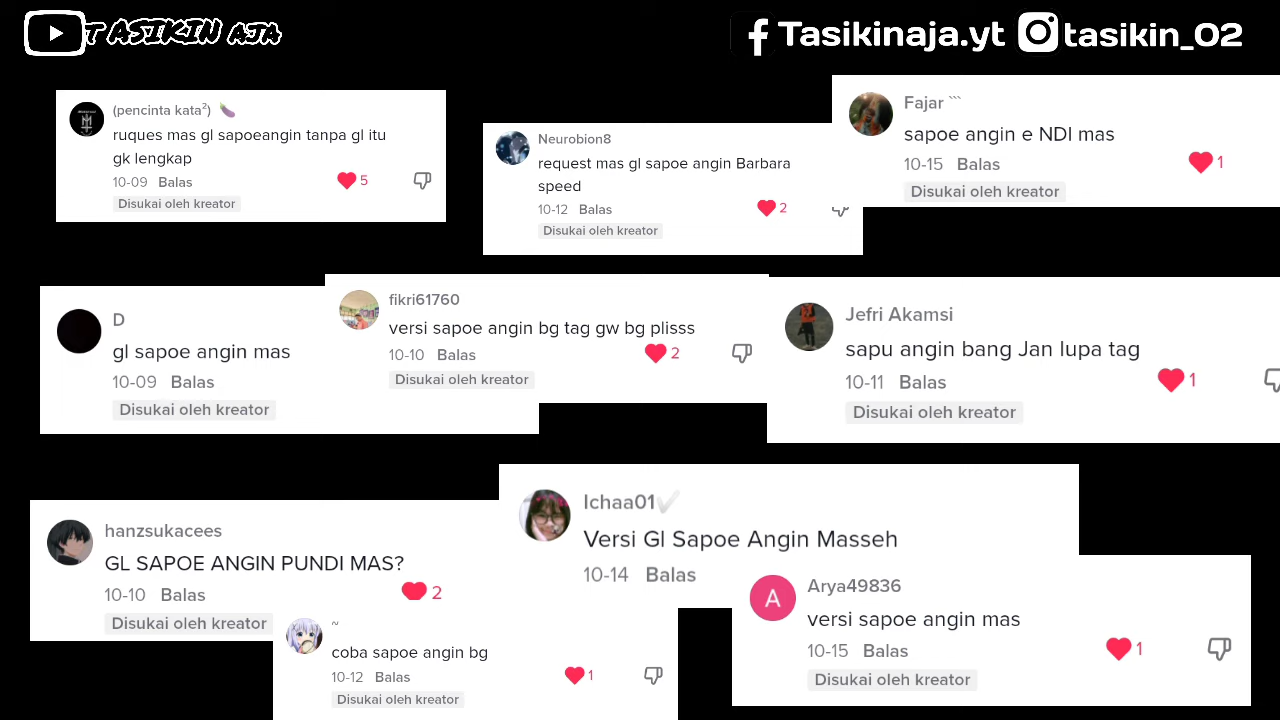 TASIKIN AJA
Tasikinaja.yt
tasikin_02
(pencinta kata²) 🍆
ruques mas gl sapoeangin tanpa gl itu
gk lengkap
10-09 Balas
5
Disukai oleh kreator
Neurobion8
request mas gl sapoe angin Barbara
speed
10-12 Balas
2
Disukai oleh kreator
Fajar ```
sapoe angin e NDI mas
10-15 Balas
1
Disukai oleh kreator
D
gl sapoe angin mas
10-09 Balas
Disukai oleh kreator
fikri61760
versi sapoe angin bg tag gw bg plisss
10-10 Balas
2
Disukai oleh kreator
Jefri Akamsi
sapu angin bang Jan lupa tag
10-11 Balas
1
Disukai oleh kreator
hanzsukacees
GL SAPOE ANGIN PUNDI MAS?
10-10 Balas
2
Disukai oleh kreator
Ichaa01✔
Versi Gl Sapoe Angin Masseh
10-14 Balas
~
coba sapoe angin bg
10-12 Balas
1
Disukai oleh kreator
A
Arya49836
versi sapoe angin mas
10-15 Balas
1
Disukai oleh kreator